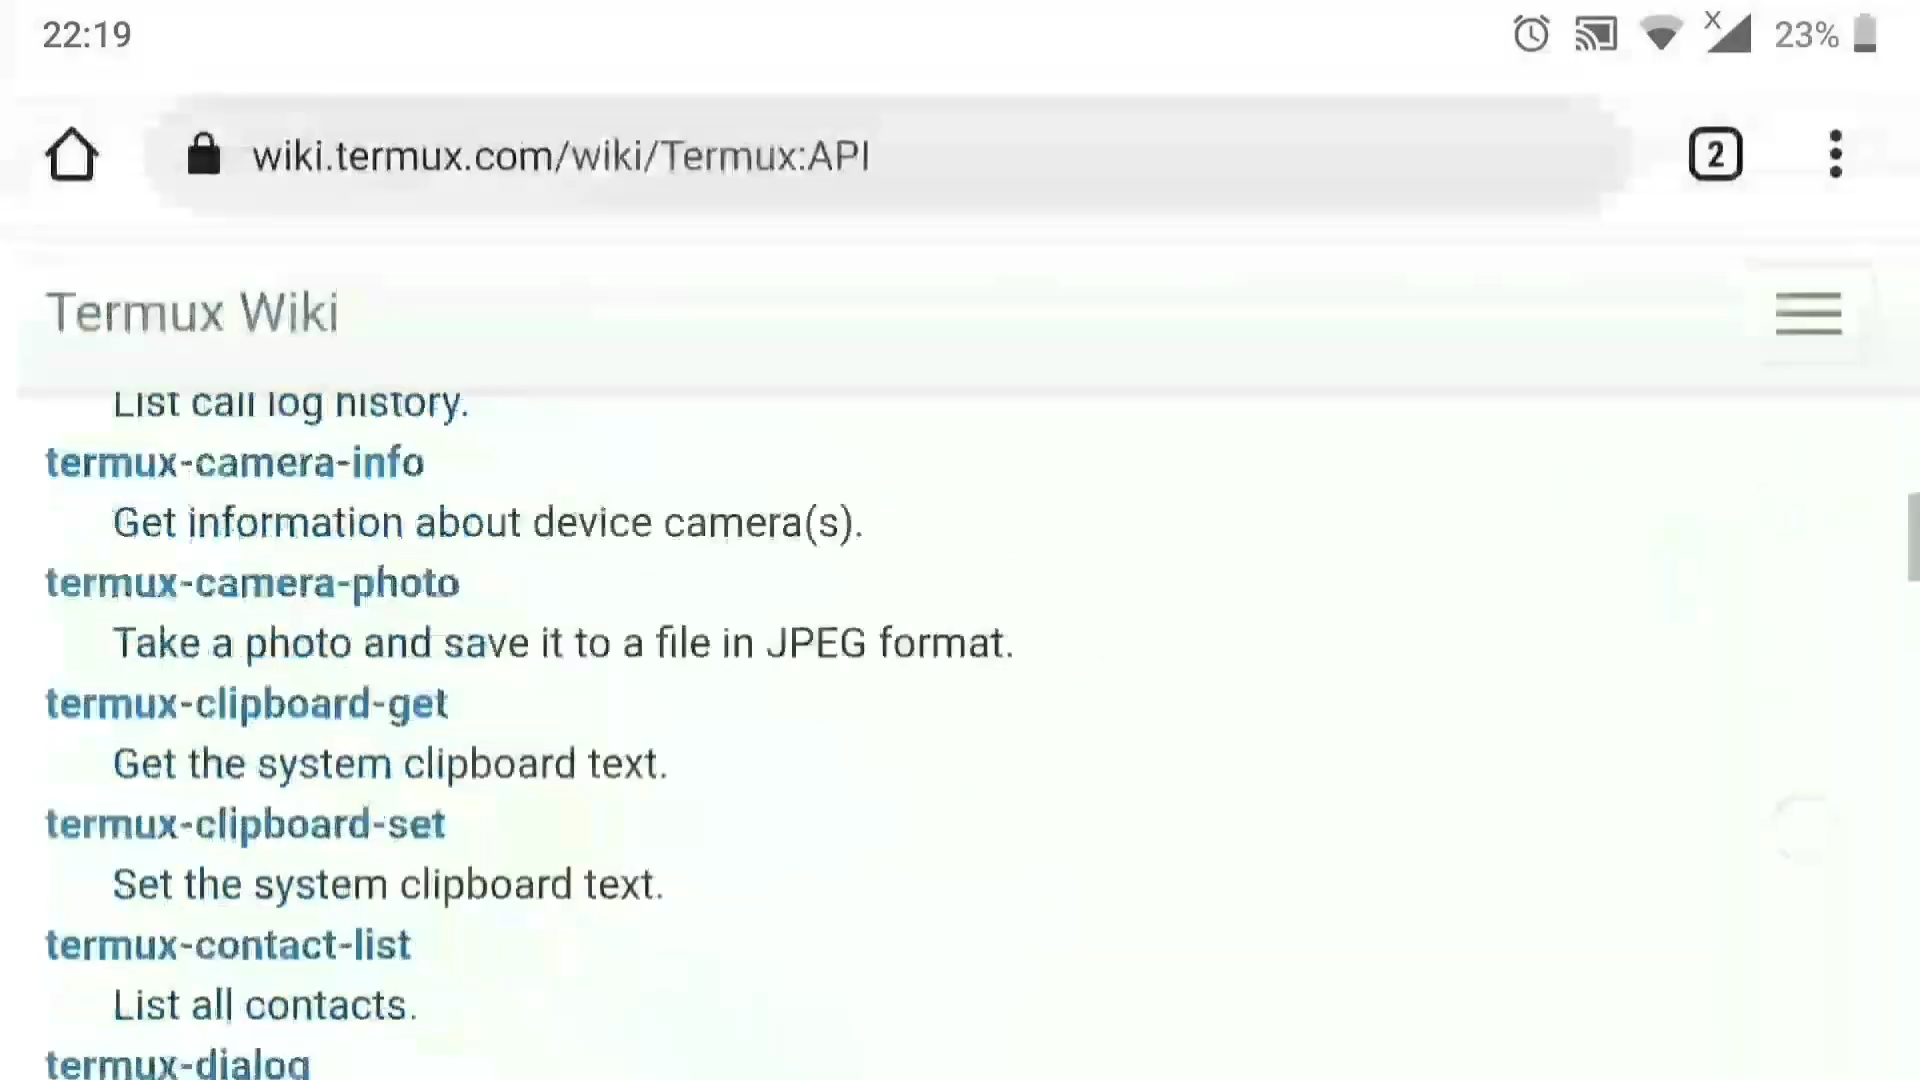 22:19
X
23%
wiki.termux.com/wiki/Termux:API
2
Termux Wiki
List call log history.
termux-camera-info
Get information about device camera(s).
termux-camera-photo
Take a photo and save it to a file in JPEG format.
termux-clipboard-get
Get the system clipboard text.
termux-clipboard-set
Set the system clipboard text.
termux-contact-list
List all contacts.
termux-dialog